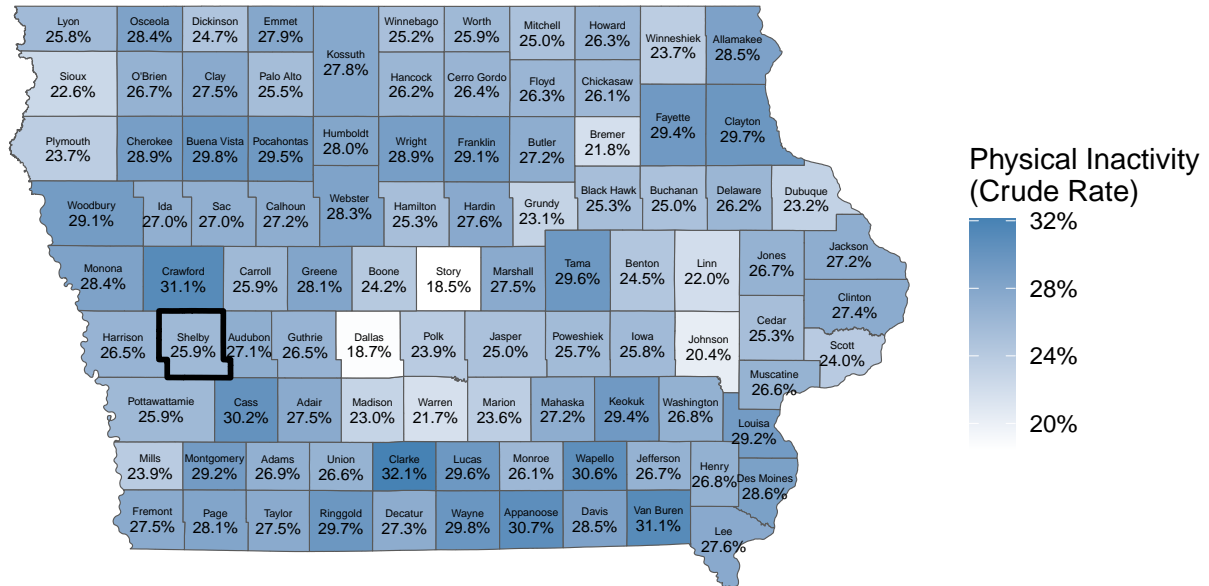 Lyon
25.8%
Osceola
28.4%
Dickinson
24.7%
Emmet
27.9%
Kossuth
27.8%
Winnebago
25.2%
Worth
25.9%
Mitchell
25.0%
Howard
26.3%
Winneshiek
23.7%
Allamakee
28.5%
Sioux
22.6%
O'Brien
26.7%
Clay
27.5%
Palo Alto
25.5%
Hancock
26.2%
Cerro Gordo
26.4%
Floyd
26.3%
Chickasaw
26.1%
Fayette
29.4%
Clayton
29.7%
Plymouth
23.7%
Cherokee
28.9%
Buena Vista
29.8%
Pocahontas
29.5%
Humboldt
28.0%
Wright
28.9%
Franklin
29.1%
Butler
27.2%
Bremer
21.8%
Woodbury
29.1%
Ida
27.0%
Sac
27.0%
Calhoun
27.2%
Webster
28.3%
Hamilton
25.3%
Hardin
27.6%
Grundy
23.1%
Black Hawk
25.3%
Buchanan
25.0%
Delaware
26.2%
Dubuque
23.2%
Monona
28.4%
Crawford
31.1%
Carroll
25.9%
Greene
28.1%
Boone
24.2%
Story
18.5%
Marshall
27.5%
Tama
29.6%
Benton
24.5%
Linn
22.0%
Jones
26.7%
Jackson
27.2%
Clinton
27.4%
Harrison
26.5%
Shelby
25.9%
Audubon
27.1%
Guthrie
26.5%
Dallas
18.7%
Polk
23.9%
Jasper
25.0%
Poweshiek
25.7%
Iowa
25.8%
Johnson
20.4%
Cedar
25.3%
Scott
24.0%
Muscatine
26.6%
Pottawattamie
25.9%
Cass
30.2%
Adair
27.5%
Madison
23.0%
Warren
21.7%
Marion
23.6%
Mahaska
27.2%
Keokuk
29.4%
Washington
26.8%
Louisa
29.2%
Mills
23.9%
Montgomery
29.2%
Adams
26.9%
Union
26.6%
Clarke
32.1%
Lucas
29.6%
Monroe
26.1%
Wapello
30.6%
Jefferson
26.7%
Henry
26.8%
Des Moines
28.6%
Fremont
27.5%
Page
28.1%
Taylor
27.5%
Ringgold
29.7%
Decatur
27.3%
Wayne
29.8%
Appanoose
30.7%
Davis
28.5%
Van Buren
31.1%
Lee
27.6%
Physical Inactivity
(Crude Rate)
32%
28%
24%
20%